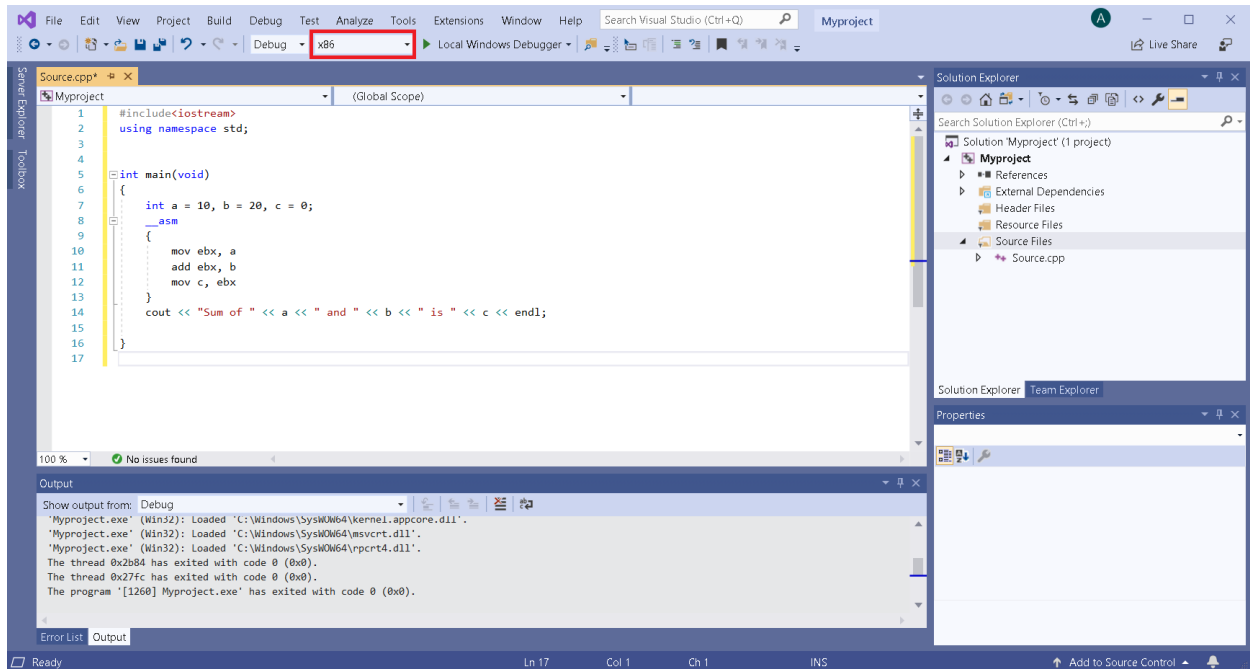 File Edit View Project Build Debug Test Analyze Tools Extensions Window Help Search Visual Studio (Ctrl+Q) Myproject A
Debug x86 Local Windows Debugger Live Share
Server Explorer
Toolbox
Source.cpp*
Myproject (Global Scope)
1 #include<iostream>
2 using namespace std;
3
4
5 int main(void)
6 {
7 int a = 10, b = 20, c = 0;
8 __asm
9 {
10 mov ebx, a
11 add ebx, b
12 mov c, ebx
13 }
14 cout << "Sum of " << a << " and " << b << " is " << c << endl;
15
16 }
17
100 % No issues found
Output
Show output from: Debug
'Myproject.exe' (Win32): Loaded 'C:\Windows\SysWOW64\kernel.appcore.dll'.
'Myproject.exe' (Win32): Loaded 'C:\Windows\SysWOW64\msvcrt.dll'.
'Myproject.exe' (Win32): Loaded 'C:\Windows\SysWOW64\rpcrt4.dll'.
The thread 0x2b84 has exited with code 0 (0x0).
The thread 0x27fc has exited with code 0 (0x0).
The program '[1260] Myproject.exe' has exited with code 0 (0x0).
Error List Output
Solution Explorer
Search Solution Explorer (Ctrl+;)
Solution 'Myproject' (1 project)
Myproject
References
External Dependencies
Header Files
Resource Files
Source Files
Source.cpp
Solution Explorer Team Explorer
Properties
Ready Ln 17 Col 1 Ch 1 INS Add to Source Control